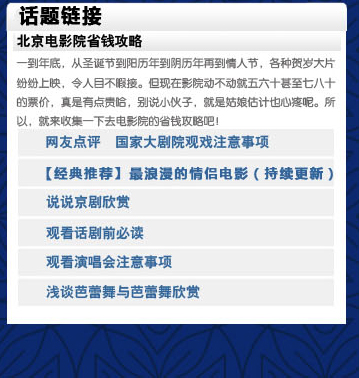 话题链接
北京电影院省钱攻略
一到年底，从圣诞节到阳历年到阴历年再到情人节，各种贺岁大片
纷纷上映，令人目不暇接。但现在影院动不动就五六十甚至七八十
的票价，真是有点贵哈，别说小伙子，就是姑娘估计也心疼呢。所
以，就来收集一下去电影院的省钱攻略吧！
网友点评 国家大剧院观戏注意事项
【经典推荐】最浪漫的情侣电影（持续更新）
说说京剧欣赏
观看话剧前必读
观看演唱会注意事项
浅谈芭蕾舞与芭蕾舞欣赏